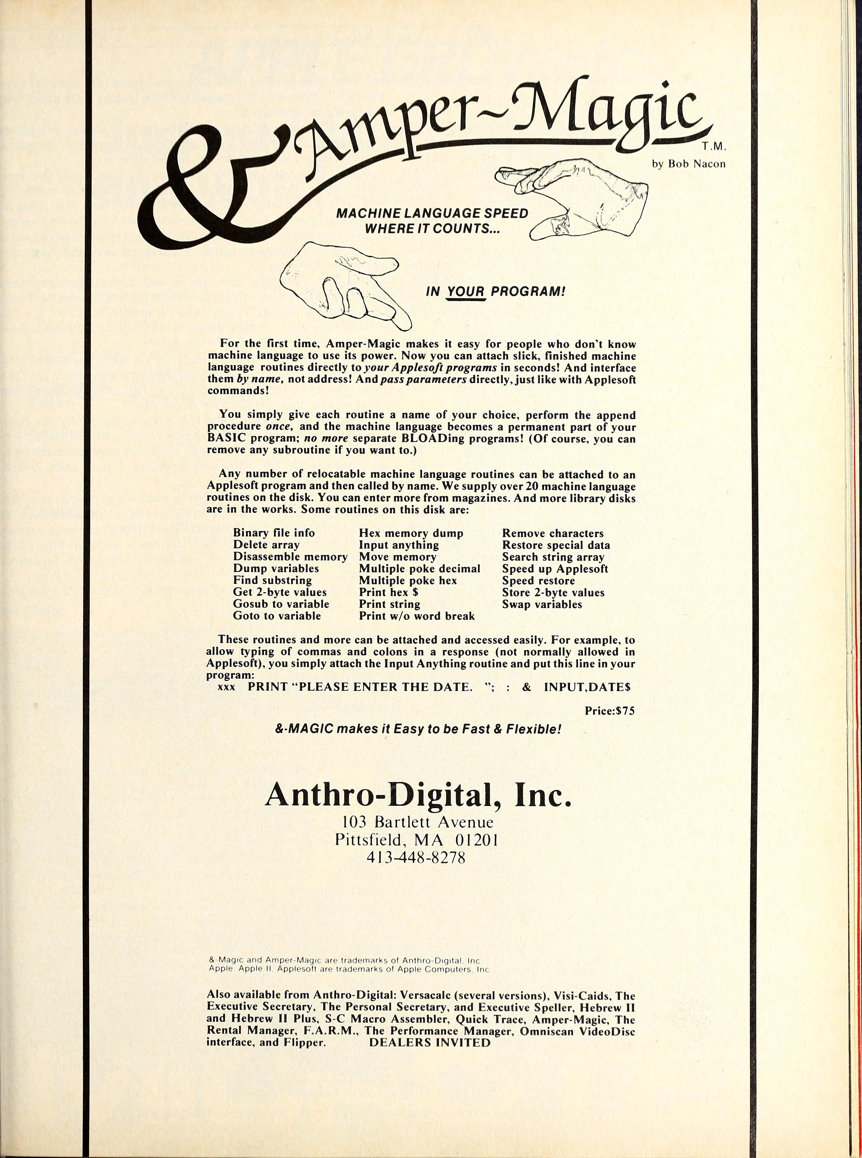 & Amper-Magic
T.M.
by Bob Nacon
MACHINE LANGUAGE SPEED
WHERE IT COUNTS...
IN YOUR PROGRAM!
For the first time, Amper-Magic makes it easy for people who don't know
machine language to use its power. Now you can attach slick, finished machine
language routines directly to your Applesoft programs in seconds! And interface
them by name, not address! And pass parameters directly, just like with Applesoft
commands!
You simply give each routine a name of your choice, perform the append
procedure once, and the machine language becomes a permanent part of your
BASIC program; no more separate BLOADing programs! (Of course, you can
remove any subroutine if you want to.)
Any number of relocatable machine language routines can be attached to an
Applesoft program and then called by name. We supply over 20 machine language
routines on the disk. You can enter more from magazines. And more library disks
are in the works. Some routines on this disk are:
Binary file info
Delete array
Disassemble memory
Dump variables
Find substring
Get 2-byte values
Gosub to variable
Goto to variable
Hex memory dump
Input anything
Move memory
Multiple poke decimal
Multiple poke hex
Print hex $
Print string
Print w/o word break
Remove characters
Restore special data
Search string array
Speed up Applesoft
Speed restore
Store 2-byte values
Swap variables
These routines and more can be attached and accessed easily. For example, to
allow typing of commas and colons in a response (not normally allowed in
Applesoft), you simply attach the Input Anything routine and put this line in your
program:
xxx PRINT "PLEASE ENTER THE DATE. "; : & INPUT,DATE$
Price:$75
&-MAGIC makes it Easy to be Fast & Flexible!
Anthro-Digital, Inc.
103 Bartlett Avenue
Pittsfield, MA 01201
413-448-8278
&-Magic and Amper-Magic are trademarks of Anthro-Digital, Inc.
Apple, Apple II, Applesoft are trademarks of Apple Computers, Inc.
Also available from Anthro-Digital: Versacalc (several versions), Visi-Caids, The
Executive Secretary, The Personal Secretary, and Executive Speller, Hebrew II
and Hebrew II Plus, S-C Macro Assembler, Quick Trace, Amper-Magic, The
Rental Manager, F.A.R.M., The Performance Manager, Omniscan VideoDisc
interface, and Flipper. DEALERS INVITED